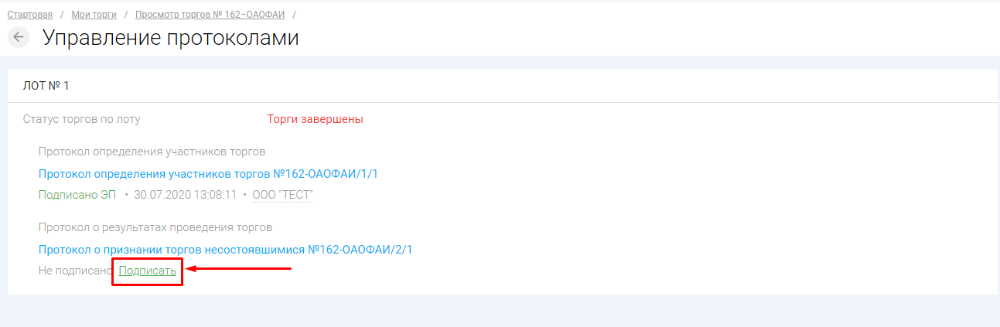 Стартовая / Мои торги / Просмотр торгов № 162–ОАОФАИ /
Управление протоколами
ЛОТ № 1
Статус торгов по лоту Торги завершены
Протокол определения участников торгов
Протокол определения участников торгов №162-ОАОФАИ/1/1
Подписано ЭП • 30.07.2020 13:08:11 • ООО "ТЕСТ"
Протокол о результатах проведения торгов
Протокол о признании торгов несостоявшимися №162-ОАОФАИ/2/1
Не подписано Подписать